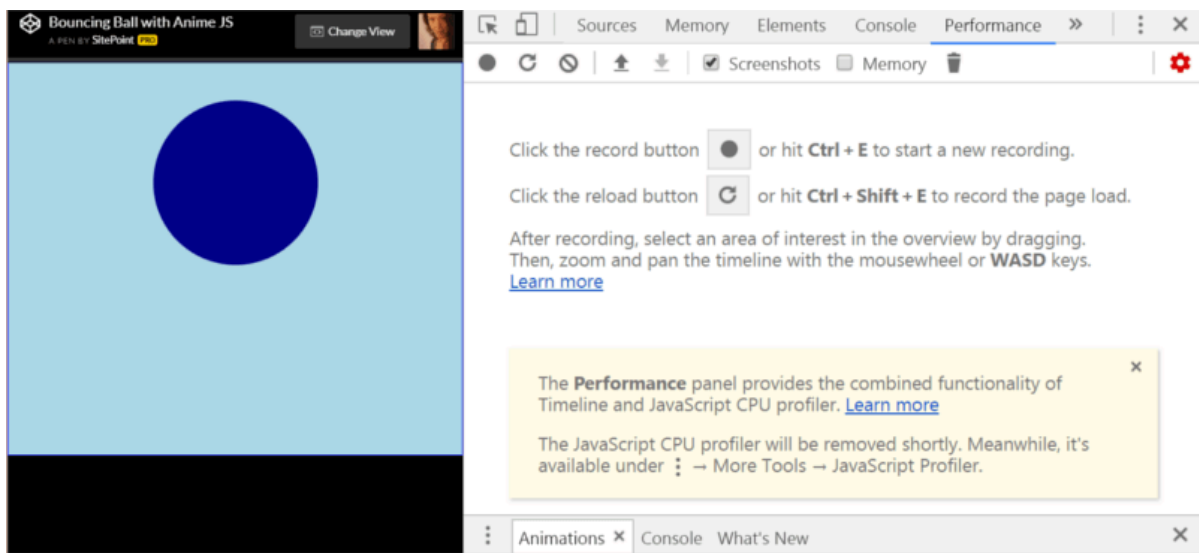 Bouncing Ball with Anime JS
A PEN BY SitePoint PRO
Change View
Sources Memory Elements Console Performance »
Screenshots Memory
Click the record button or hit Ctrl + E to start a new recording.
Click the reload button or hit Ctrl + Shift + E to record the page load.
After recording, select an area of interest in the overview by dragging.
Then, zoom and pan the timeline with the mousewheel or WASD keys.
Learn more
The Performance panel provides the combined functionality of
Timeline and JavaScript CPU profiler. Learn more
The JavaScript CPU profiler will be removed shortly. Meanwhile, it's
available under ⋮ → More Tools → JavaScript Profiler.
Animations × Console What's New